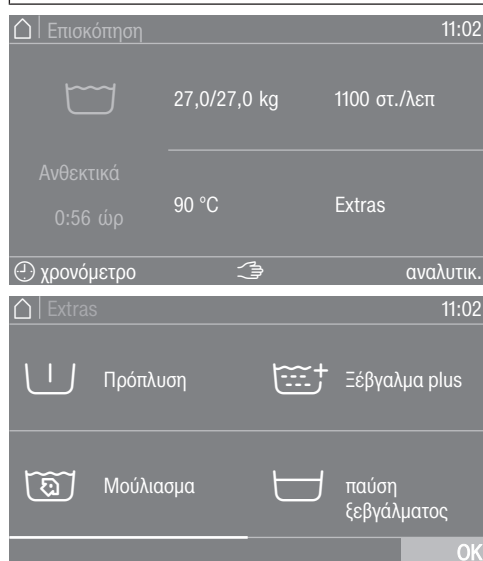 Επισκόπηση 11:02
27,0/27,0 kg 1100 στ./λεπ
Ανθεκτικά
0:56 ώρ
90 °C Extras
χρονόμετρο αναλυτικ.
Extras 11:02
Πρόπλυση Ξέβγαλμα plus
Μούλιασμα παύση
ξεβγάλματος
OK